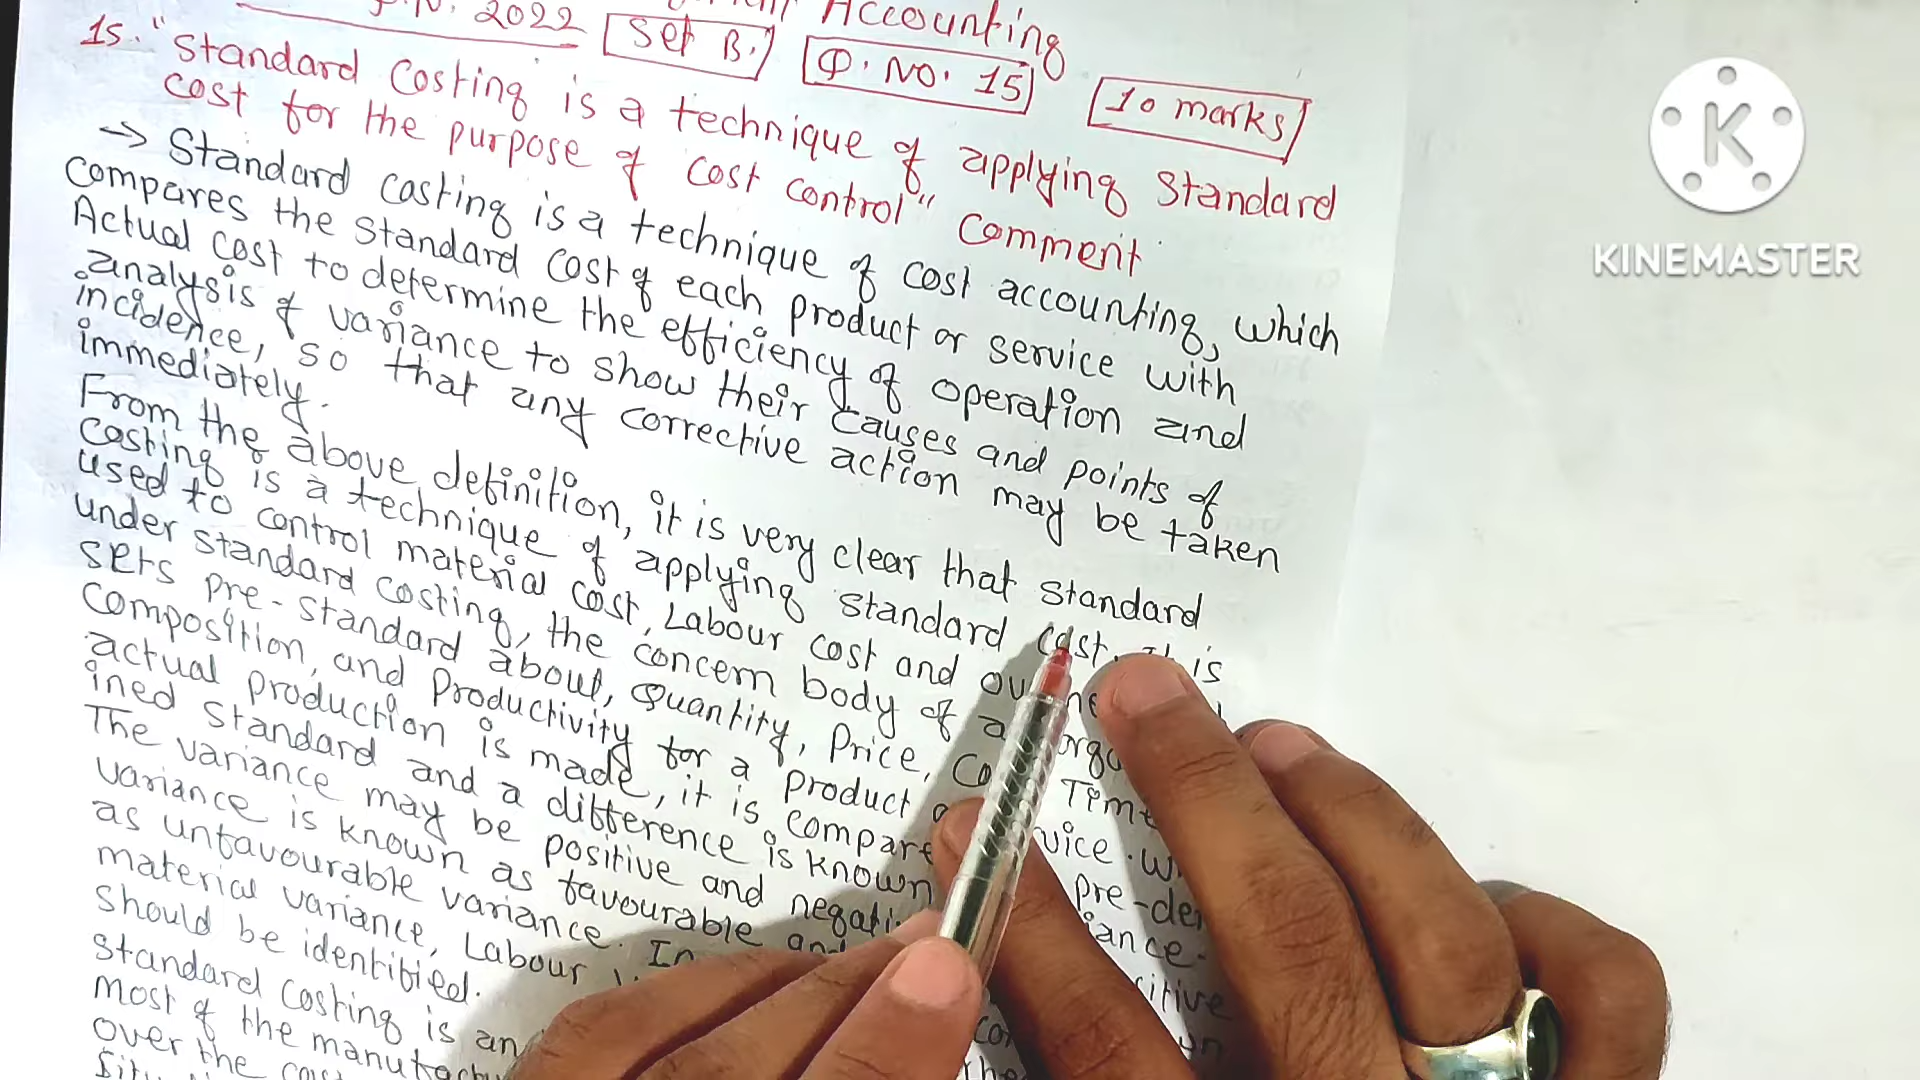 2022 Accounting
Set B. Q. NO. 15 10 marks
15. "Standard Costing is a technique of applying Standard
cost for the purpose of cost control" Comment
→ Standard casting is a technique of cost accounting, which
compares the standard cost of each product or service with
Actual cost to determine the efficiency of operation and
analysis of variance to show their causes and points of
incidence, so that any corrective action may be taken
immediately.
From the above definition, it is very clear that standard
casting is a technique of applying standard cost. It is
used to control material cost, Labour cost and
under standard costing, the concern body of
sets pre-standard about, Quantity, Price, Time
Composition, and Productivity for a product
actual production is made, it is compare pre-
ined standard and a difference is known
The variance may be positive and
variance is known as favourable
as unfavourable variance.
material variance, Labour
should be identified.
standard costing is an
most of the
over the
KINEMASTER